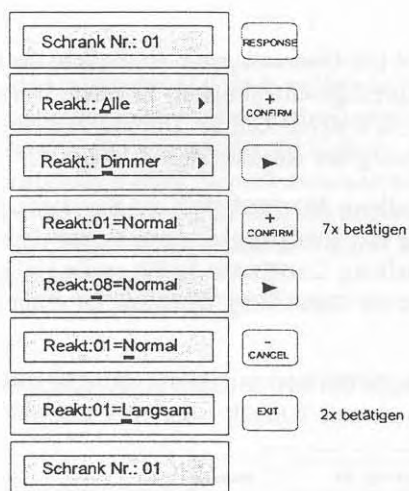 Schrank Nr.: 01
RESPONSE
Reakt.: Alle
+
CONFIRM
Reakt.: Dimmer
Reakt:01=Normal
+
CONFIRM
7x betätigen
Reakt:08=Normal
Reakt:01=Normal
-
CANCEL
Reakt:01=Langsam
EXIT
2x betätigen
Schrank Nr.: 01